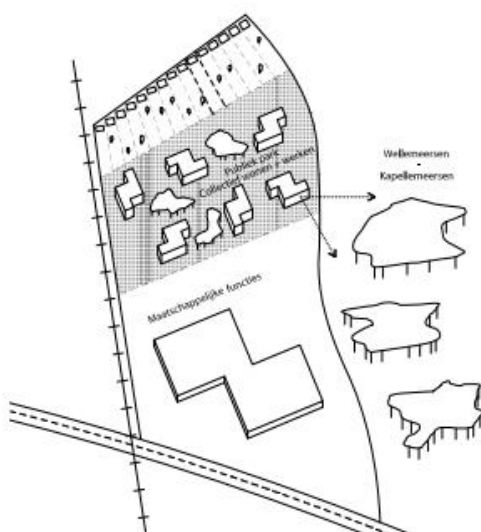 Publiek park
Collectief wonen + werken
Wellemeersen
-
Kapellemeersen
Maatschappelijke functies